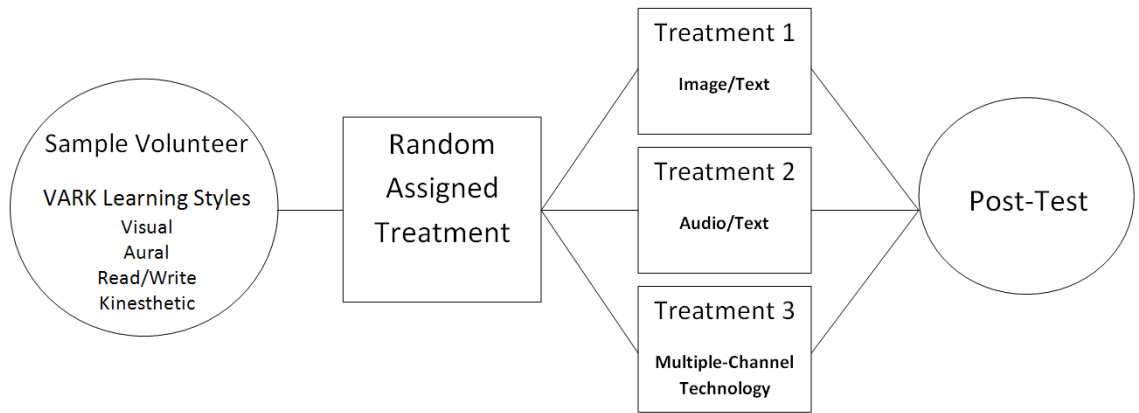 Sample Volunteer
VARK Learning Styles
Visual
Aural
Read/Write
Kinesthetic
Random
Assigned
Treatment
Treatment 1
Image/Text
Treatment 2
Audio/Text
Treatment 3
Multiple-Channel
Technology
Post-Test